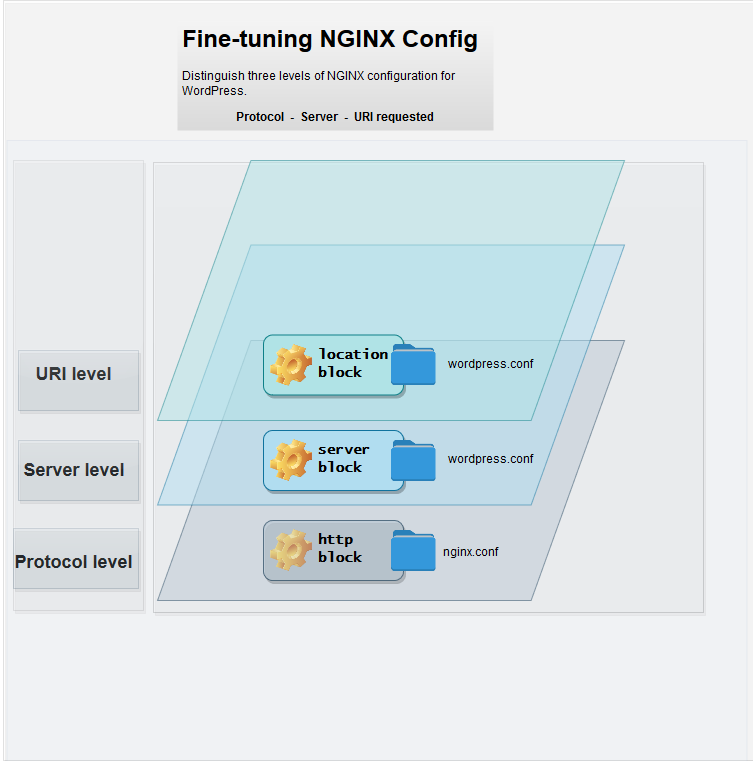 Fine-tuning NGINX Config
Distinguish three levels of NGINX configuration for
WordPress.
Protocol - Server - URI requested
URI level
location
block
wordpress.conf
Server level
server
block
wordpress.conf
Protocol level
http
block
nginx.conf